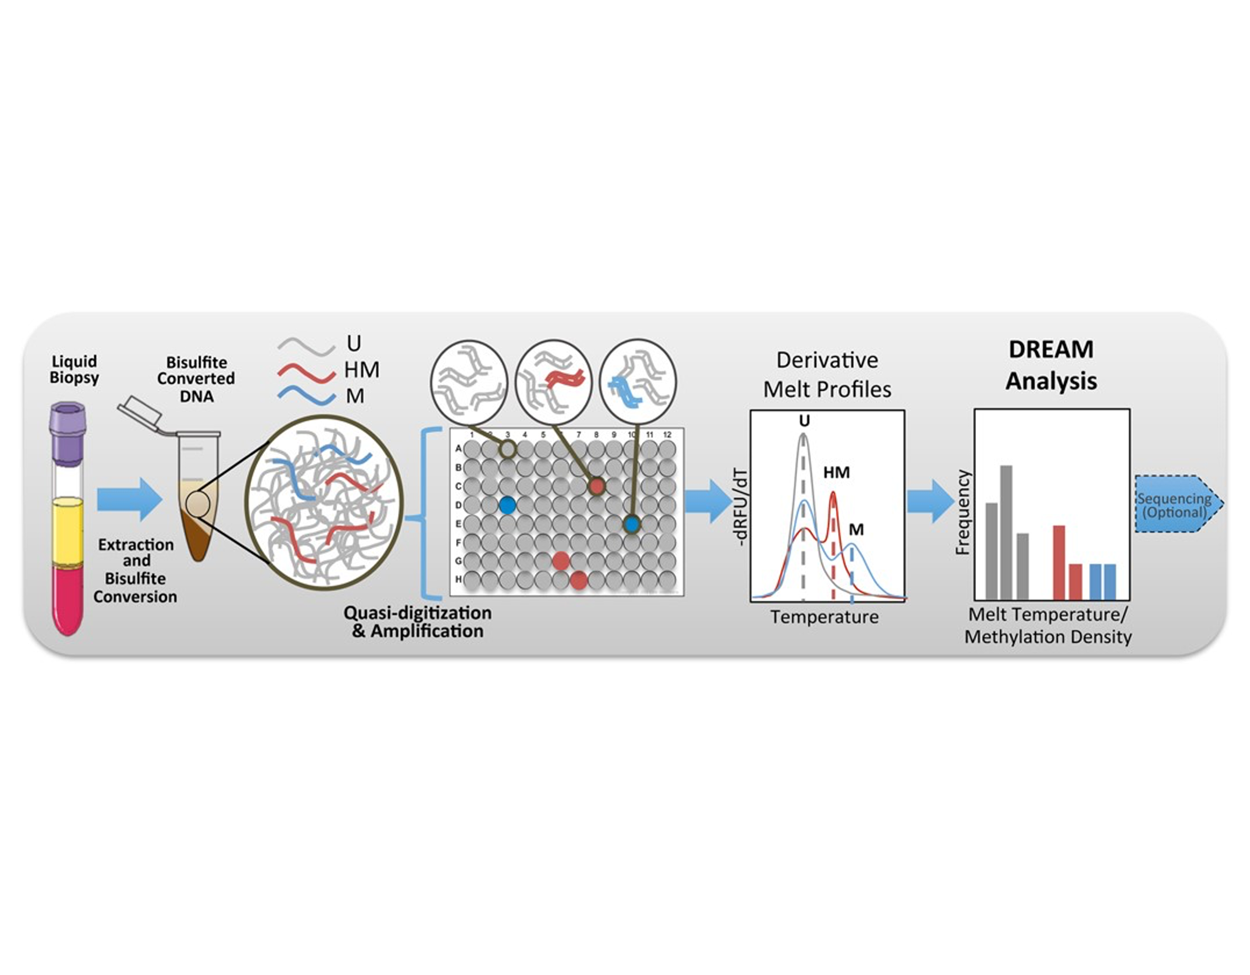 Liquid
Biopsy
Extraction
and
Bisulfite
Conversion
Bisulfite
Converted
DNA
U
HM
M
Quasi-digitization
& Amplification
1 2 3 4 5 6 7 8 9 10 11 12
A
B
C
D
E
F
G
H
Derivative
Melt Profiles
-dRFU/dT
U
HM
M
Temperature
DREAM
Analysis
Frequency
Melt Temperature/
Methylation Density
Sequencing
(Optional)